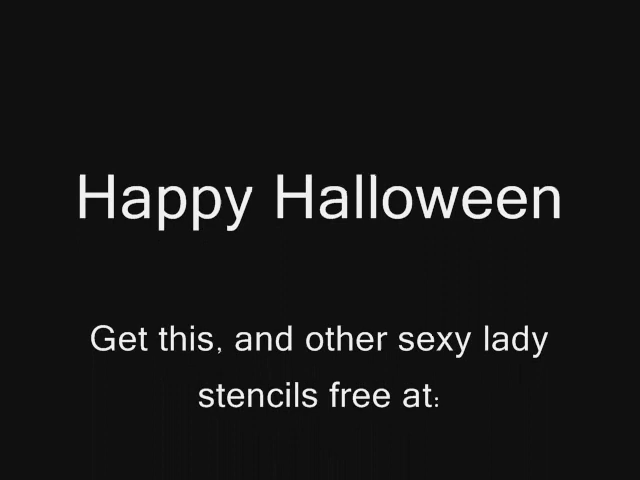 Happy Halloween
Get this, and other sexy lady
stencils free at: